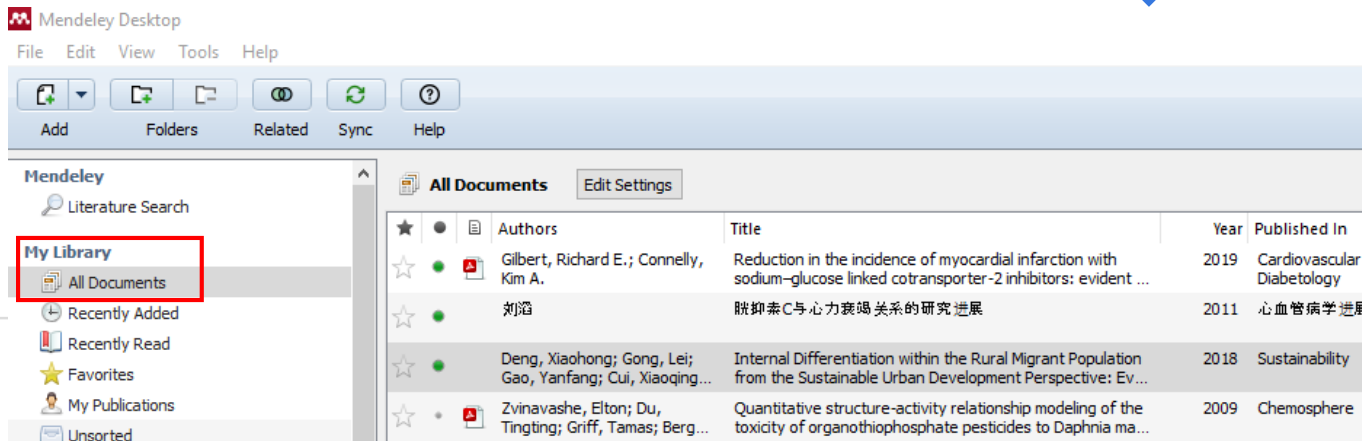 Mendeley Desktop
File Edit View Tools Help
Add Folders Related Sync Help
Mendeley
Literature Search
My Library
All Documents
Recently Added
Recently Read
Favorites
My Publications
Unsorted
All Documents Edit Settings
Authors Title Year Published In
Gilbert, Richard E.; Connelly, Reduction in the incidence of myocardial infarction with 2019 Cardiovascular
Kim A. sodium–glucose linked cotransporter-2 inhibitors: evident ... Diabetology
刘滔 胱抑素C与心力衰竭关系的研究进展 2011 心血管病学进展
Deng, Xiaohong; Gong, Lei; Internal Differentiation within the Rural Migrant Population 2018 Sustainability
Gao, Yanfang; Cui, Xiaoqing... from the Sustainable Urban Development Perspective: Ev...
Zvinavashe, Elton; Du, Quantitative structure-activity relationship modeling of the 2009 Chemosphere
Tingting; Griff, Tamas; Berg... toxicity of organothiophosphate pesticides to Daphnia ma...